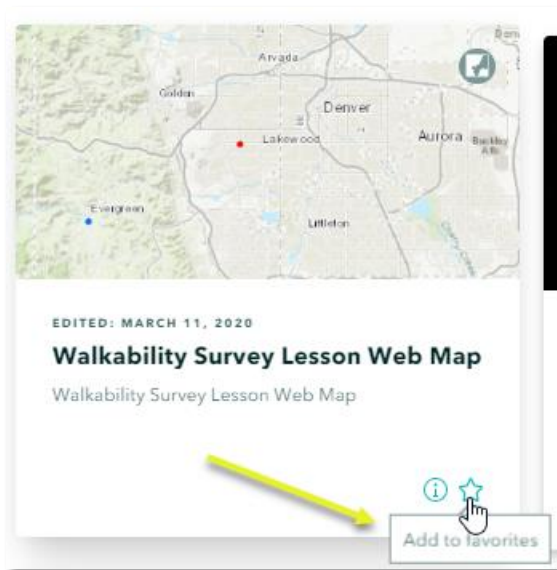 Arvada
Golden
Denver
Lakewood
Aurora
Evergreen
Littleton
EDITED: MARCH 11, 2020
Walkability Survey Lesson Web Map
Walkability Survey Lesson Web Map
Add to favorites